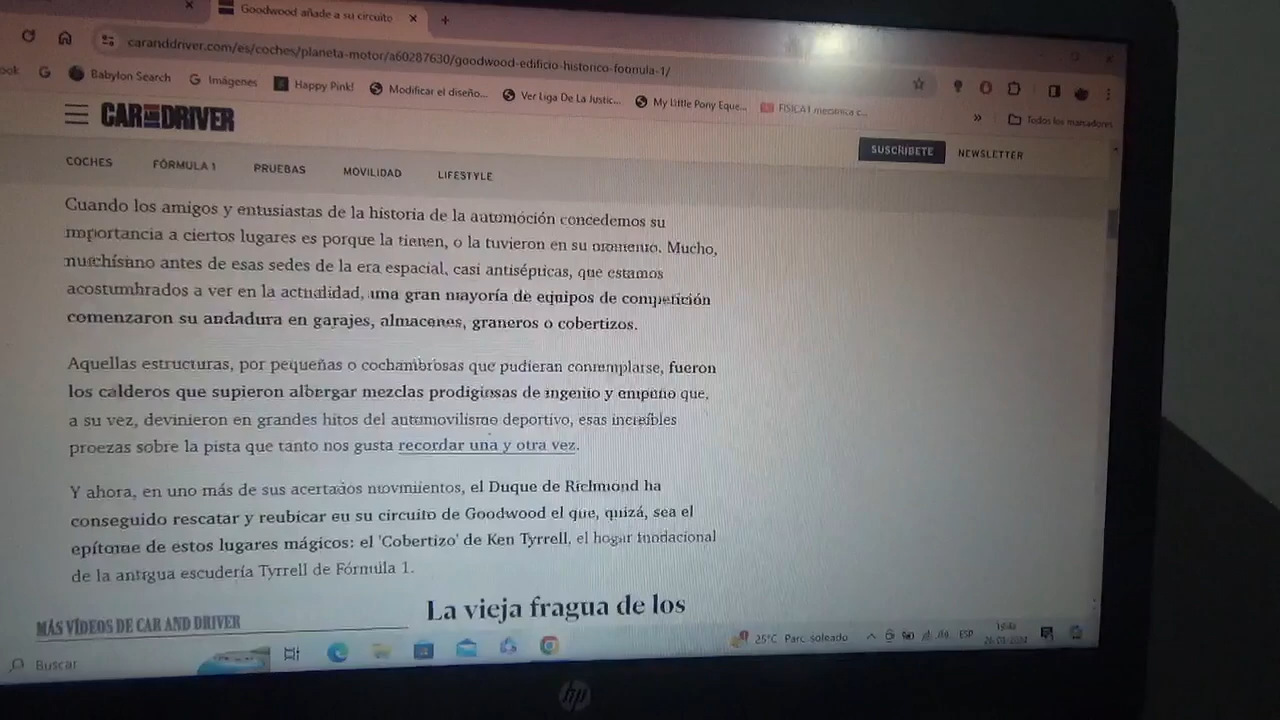 Goodwood añade a su circuito
caranddriver.com/es/coches/planeta-motor/a60287630/goodwood-edificio-historico-formula-1/
ook
Babylon Search
Imágenes
Happy Pink!
Modificar el diseño...
Ver Liga De La Justic...
My Little Pony Eque...
FISICA1 mecanica c...
»
Todos los marcadores
CAR AND DRIVER
SUSCRÍBETE
NEWSLETTER
COCHES
FÓRMULA 1
PRUEBAS
MOVILIDAD
LIFESTYLE
Cuando los amigos y entusiastas de la historia de la automoción concedemos su
importancia a ciertos lugares es porque la tienen, o la tuvieron en su momento. Mucho,
muchísimo antes de esas sedes de la era espacial, casi antisépticas, que estamos
acostumbrados a ver en la actualidad, una gran mayoría de equipos de competición
comenzaron su andadura en garajes, almacenes, graneros o cobertizos.
Aquellas estructuras, por pequeñas o cochambrosas que pudieran contemplarse, fueron
los calderos que supieron albergar mezclas prodigiosas de ingenio y empeño que,
a su vez, devinieron en grandes hitos del automovilismo deportivo, esas increíbles
proezas sobre la pista que tanto nos gusta recordar una y otra vez.
Y ahora, en uno más de sus acertados movimientos, el Duque de Richmond ha
conseguido rescatar y reubicar en su circuito de Goodwood el que, quizá, sea el
epítome de estos lugares mágicos: el 'Cobertizo' de Ken Tyrrell, el hogar fundacional
de la antigua escudería Tyrrell de Fórmula 1.
MÁS VÍDEOS DE CAR AND DRIVER
La vieja fragua de los
Buscar
25°C Parc. soleado
ESP
hp